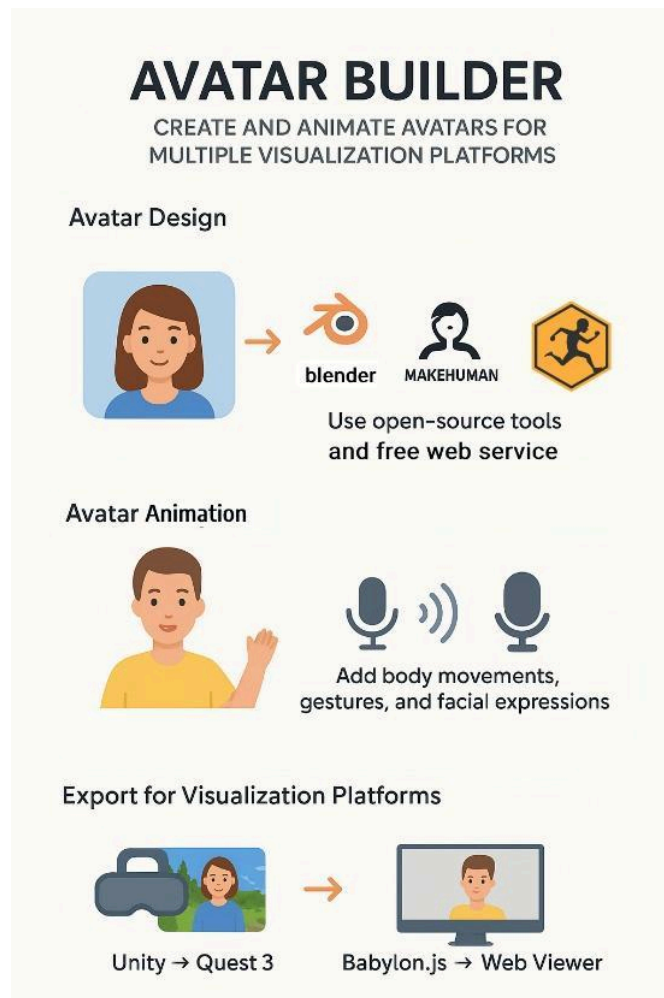 AVATAR BUILDER
CREATE AND ANIMATE AVATARS FOR
MULTIPLE VISUALIZATION PLATFORMS
Avatar Design
blender
MAKEHUMAN
Use open-source tools
and free web service
Avatar Animation
Add body movements,
gestures, and facial expressions
Export for Visualization Platforms
Unity → Quest 3
Babylon.js → Web Viewer